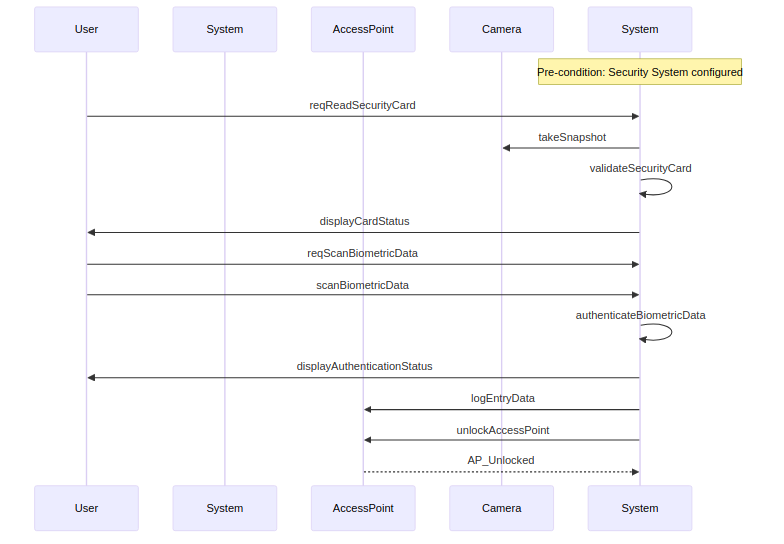 User
System
AccessPoint
Camera
System
Pre-condition: Security System configured
reqReadSecurityCard
takeSnapshot
validateSecurityCard
displayCardStatus
reqScanBiometricData
scanBiometricData
authenticateBiometricData
displayAuthenticationStatus
logEntryData
unlockAccessPoint
AP_Unlocked
User
System
AccessPoint
Camera
System